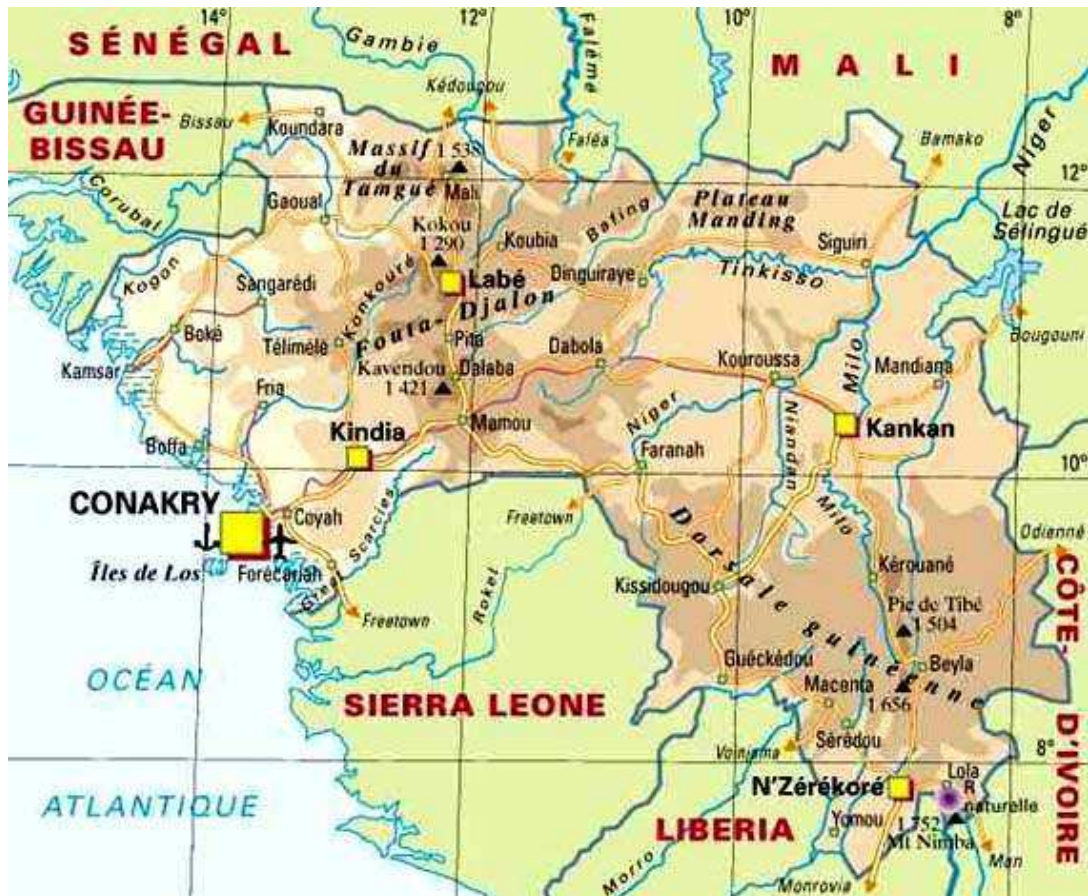 14°
12°
10°
8°
SÉNÉGAL
Gambie
Falémé
MALI
GUINÉE-
BISSAU
Bissau
Koundara
Kédougou
Massif
du
Tamgué
1 538
Mali
Faléa
Bamako
Niger
12°
Corubal
Gaoual
Kokou
1 290
Koubia
Bafing
Plateau
Manding
Lac de
Sélingué
Siguiri
Kogon
Sangarédi
Konkouré
Labé
Dinguiraye
Tinkisso
Fouta-Djalon
Boké
Télimélé
Pita
Dabola
Kouroussa
Milo
Mandiana
Bougouni
Kamsar
Fria
Kavendou
1 421
Dalaba
Mamou
Niger
Niandan
Kankan
Boffa
Kindia
Faranah
10°
CONAKRY
Coyah
Great Scarcies
Freetown
Dorsale guinéenne
Milo
Odienné
Îles de Los
Forécariah
Freetown
Rokel
Kissidougou
Kérouané
CÔTE-
D'IVOIRE
Pic de Tibé
1 504
OCÉAN
ATLANTIQUE
SIERRA LEONE
Guéckédou
Macenta
Beyla
1 656
Sérédou
Voinjama
8°
N'Zérékoré
Lola
R
naturelle
LIBERIA
Yomou
1 752
Mt Nimba
Man
Morro
Monrovia